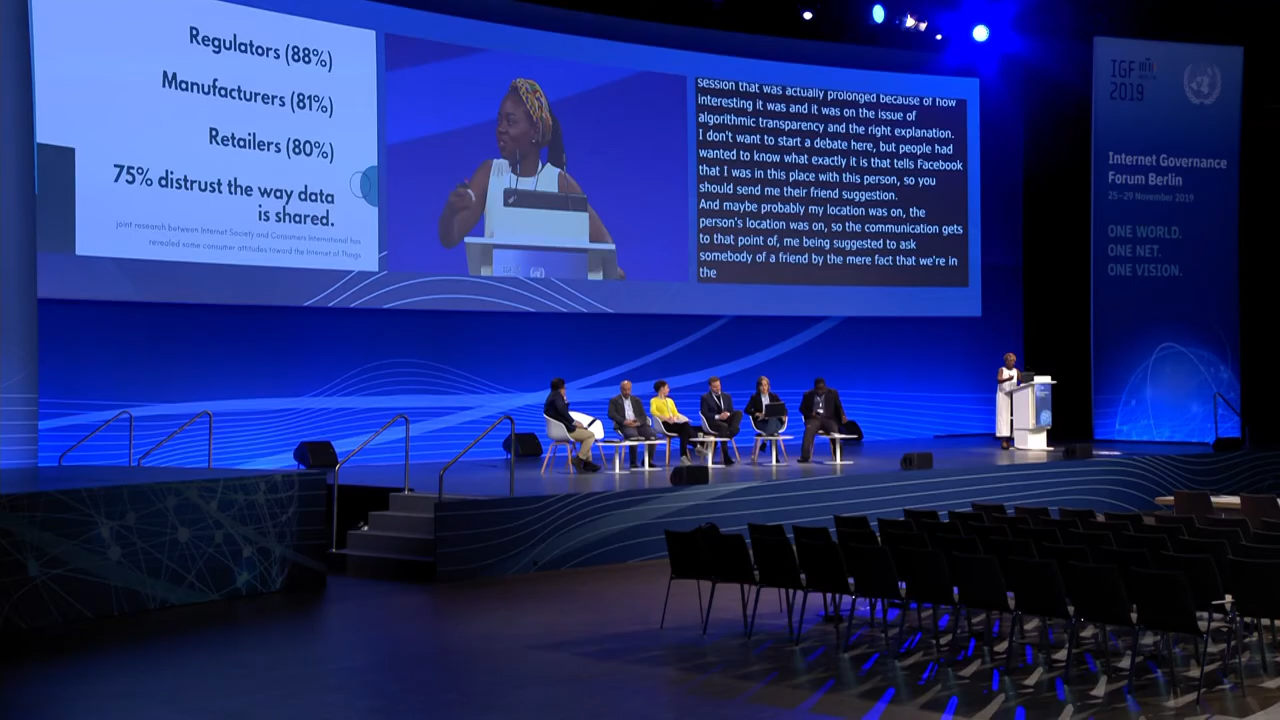 Regulators (88%)
Manufacturers (81%)
Retailers (80%)
75% distrust the way data
is shared.
joint research between Internet Society and Consumers International has
revealed some consumer attitudes toward the Internet of Things
session that was actually prolonged because of how
interesting it was and it was on the issue of
algorithmic transparency and the right explanation.
I don't want to start a debate here, but people had
wanted to know what exactly it is that tells Facebook
that I was in this place with this person, so you
should send me their friend suggestion.
And maybe probably my location was on, the
person's location was on, so the communication gets
to that point of, me being suggested to ask
somebody of a friend by the mere fact that we're in
the
IGF
2019
Internet Governance
Forum Berlin
25-29 November 2019
ONE WORLD.
ONE NET.
ONE VISION.